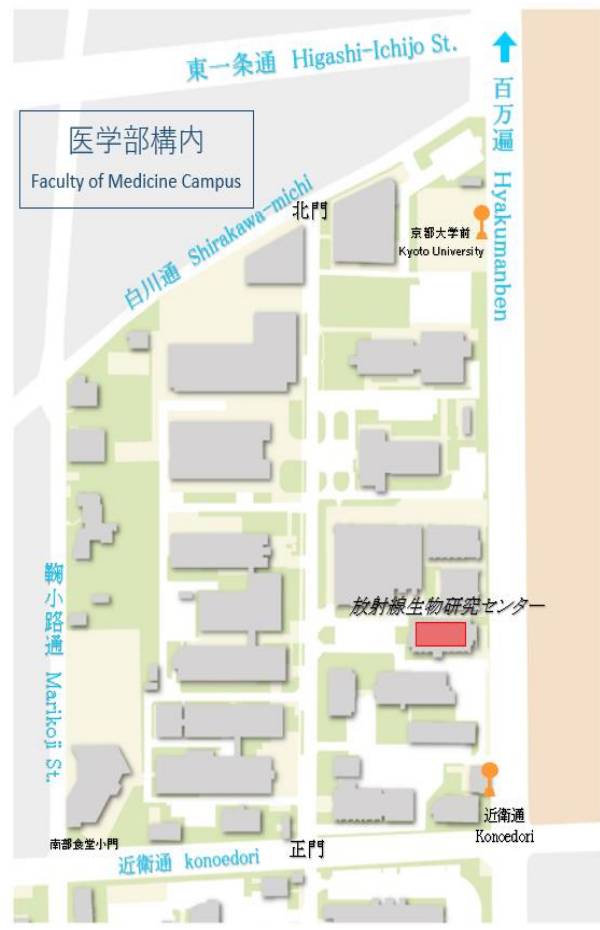 東一条通 Higashi-Ichijo St.
医学部構内
Faculty of Medicine Campus
百万遍 Hyakumanben
白川通 Shirakawa-michi
北門
京都大学前
Kyoto University
放射線生物研究センター
鞠小路通 Marikoji St.
近衛通
Konoedori
南部食堂小門
正門
近衛通 konoedori